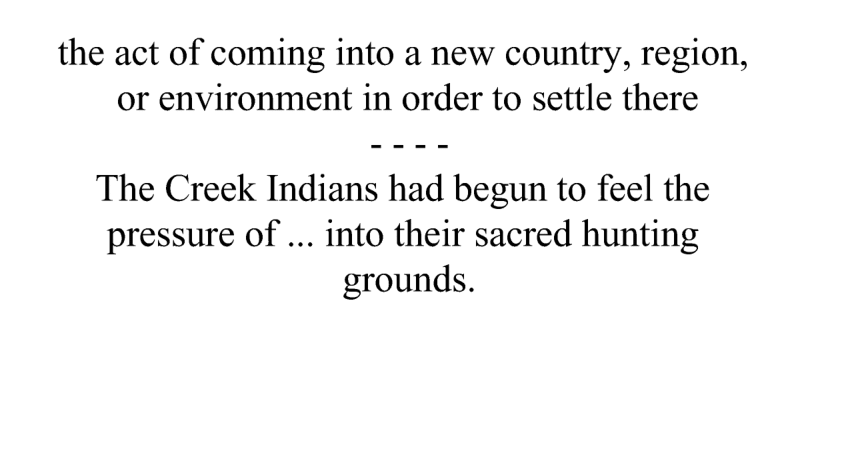 the act of coming into a new country, region,
or environment in order to settle there
- - - -
The Creek Indians had begun to feel the
pressure of ... into their sacred hunting
grounds.